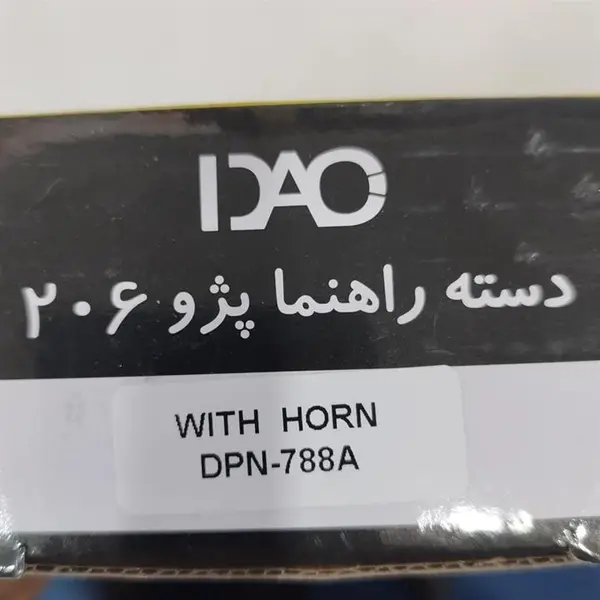 IDAO
دسته راهنما پژو ۲۰۶
WITH HORN
DPN-788A